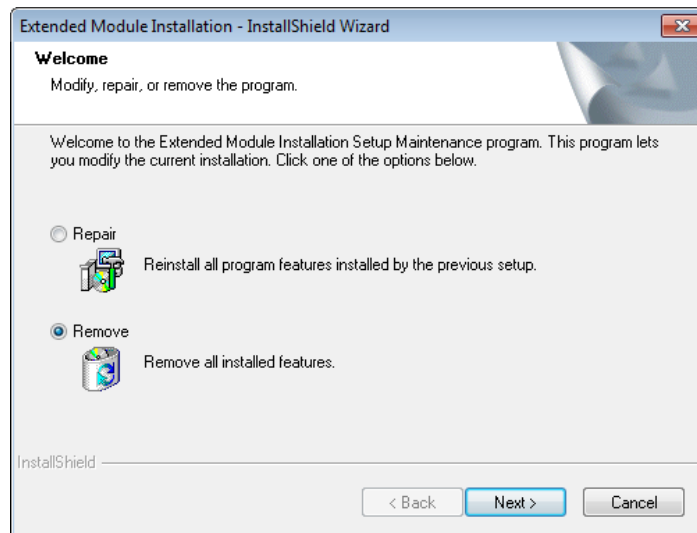 Extended Module Installation - InstallShield Wizard
Welcome
Modify, repair, or remove the program.
Welcome to the Extended Module Installation Setup Maintenance program. This program lets
you modify the current installation. Click one of the options below.
Repair
Reinstall all program features installed by the previous setup.
Remove
Remove all installed features.
InstallShield
< Back Next > Cancel